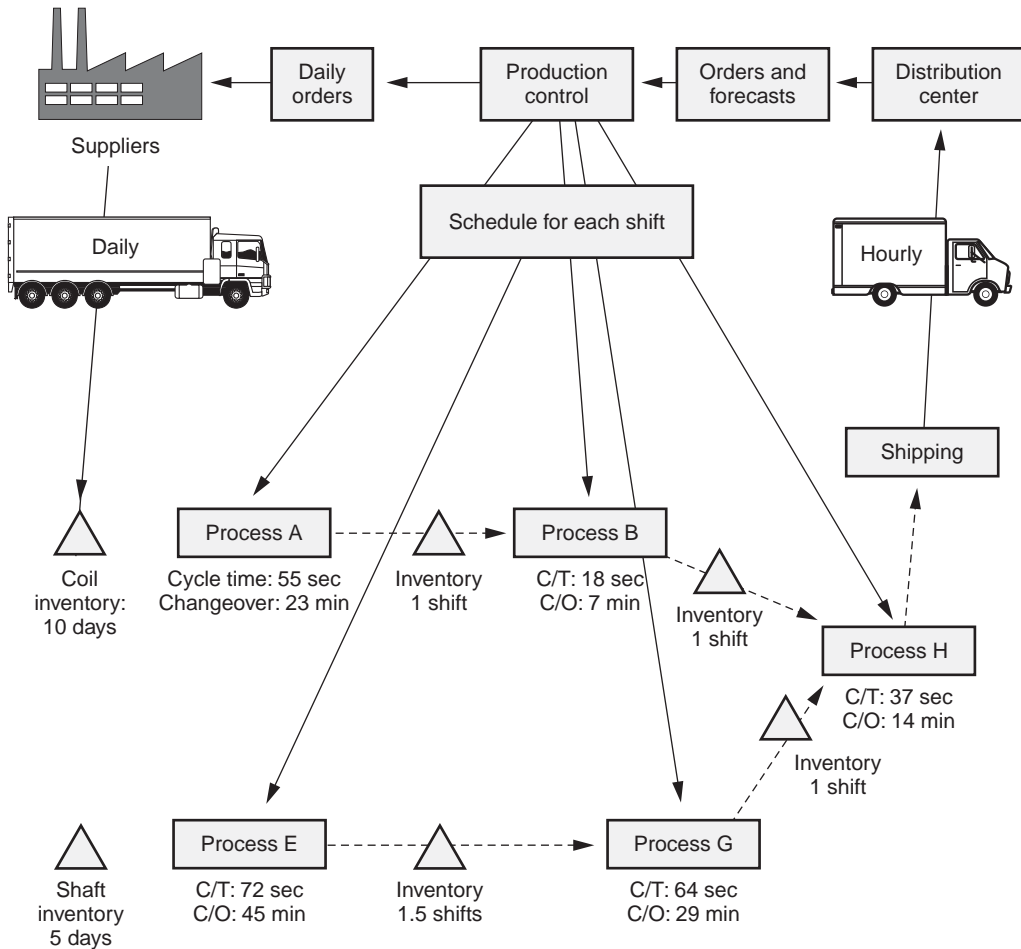 Daily
orders
Production
control
Orders and
forecasts
Distribution
center
Suppliers
Schedule for each shift
Daily
Hourly
Shipping
Process A
Process B
Coil
inventory:
10 days
Cycle time: 55 sec
Changeover: 23 min
Inventory
1 shift
C/T: 18 sec
C/O: 7 min
Inventory
1 shift
Process H
C/T: 37 sec
C/O: 14 min
Inventory
1 shift
Process E
Process G
Shaft
inventory
5 days
C/T: 72 sec
C/O: 45 min
Inventory
1.5 shifts
C/T: 64 sec
C/O: 29 min